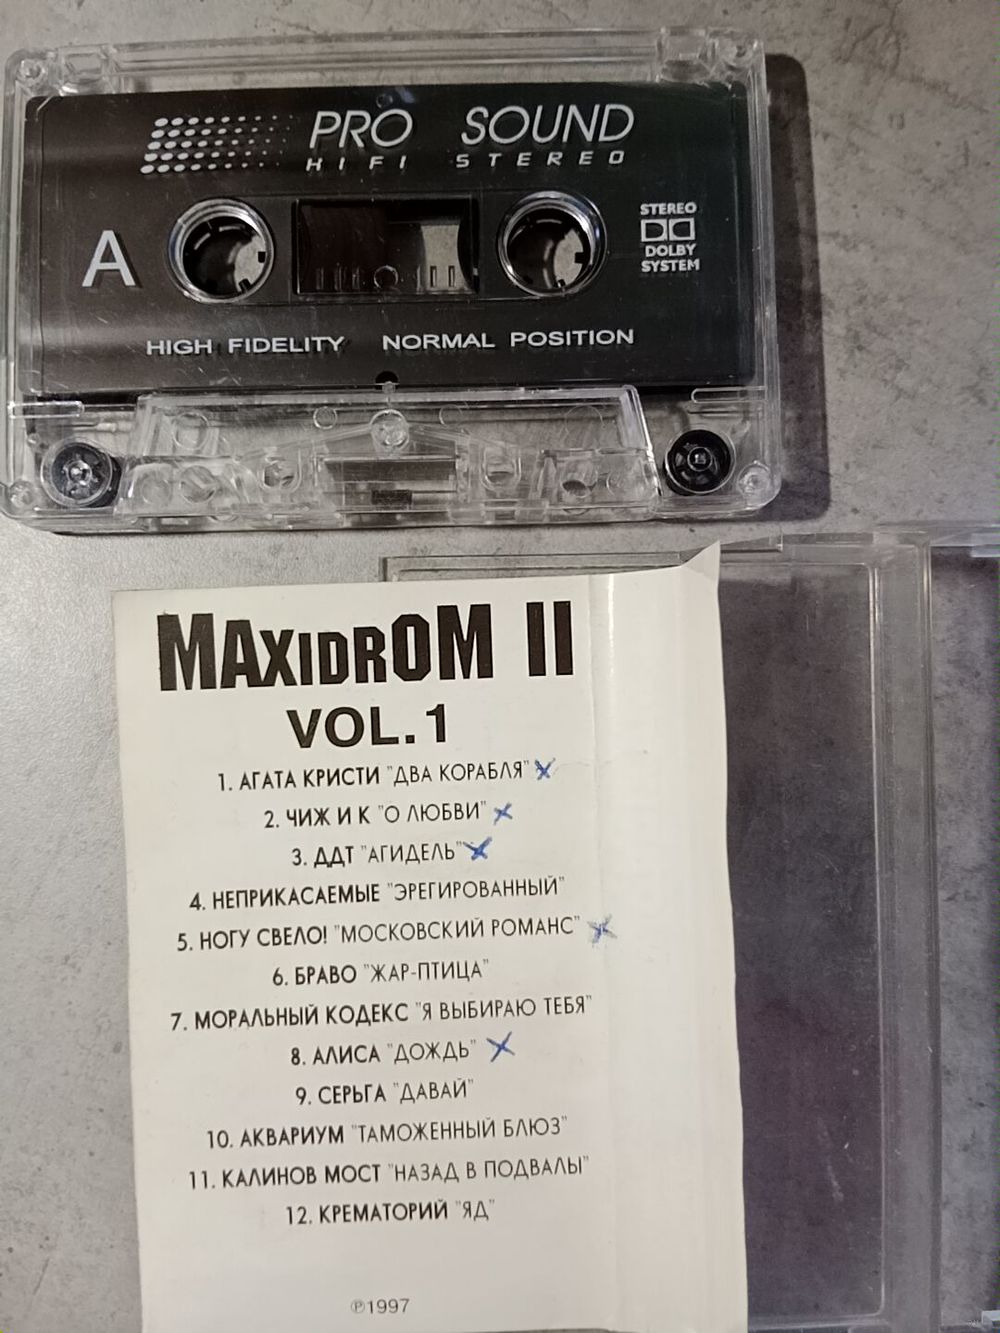 PRO SOUND
HIFI STEREO
A
STEREO
DOLBY
SYSTEM
HIGH FIDELITY NORMAL POSITION
MAXIDROM II
VOL.1
1. АГАТА КРИСТИ "ДВА КОРАБЛЯ"
2. ЧИЖ И К "О ЛЮБВИ"
3. ДДТ "АГИДЕЛЬ"
4. НЕПРИКАСАЕМЫЕ "ЭРЕГИРОВАННЫЙ"
5. НОГУ СВЕЛО! "МОСКОВСКИЙ РОМАНС"
6. БРАВО "ЖАР-ПТИЦА"
7. МОРАЛЬНЫЙ КОДЕКС "Я ВЫБИРАЮ ТЕБЯ"
8. АЛИСА "ДОЖДЬ"
9. СЕРЬГА "ДАВАЙ"
10. АКВАРИУМ "ТАМОЖЕННЫЙ БЛЮЗ"
11. КАЛИНОВ МОСТ "НАЗАД В ПОДВАЛЫ"
12. КРЕМАТОРИЙ "ЯД"
℗1997